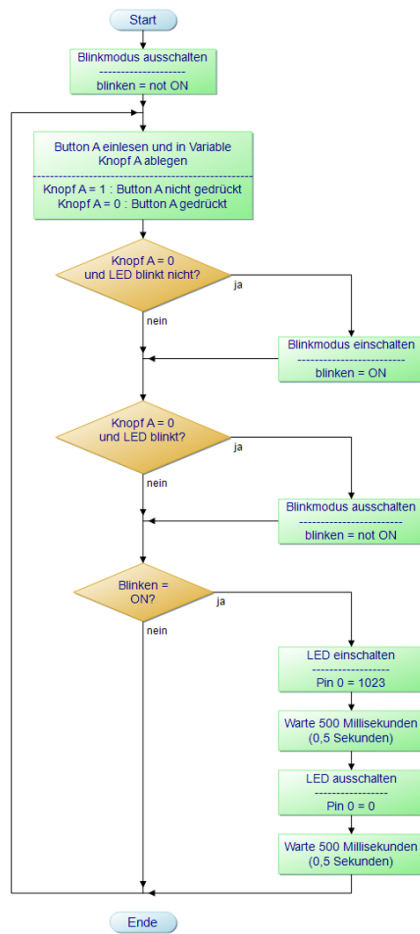 Start
Blinkmodus ausschalten
--------------------
blinken = not ON
Button A einlesen und in Variable
Knopf A ablegen
------------------------------------------
Knopf A = 1 : Button A nicht gedrückt
Knopf A = 0 : Button A gedrückt
Knopf A = 0
und LED blinkt nicht?
ja
nein
Blinkmodus einschalten
-------------------------
blinken = ON
Knopf A = 0
und LED blinkt?
ja
nein
Blinkmodus ausschalten
------------------------
blinken = not ON
Blinken =
ON?
ja
nein
LED einschalten
------------------
Pin 0 = 1023
Warte 500 Millisekunden
(0,5 Sekunden)
LED ausschalten
-----------------
Pin 0 = 0
Warte 500 Millisekunden
(0,5 Sekunden)
Ende